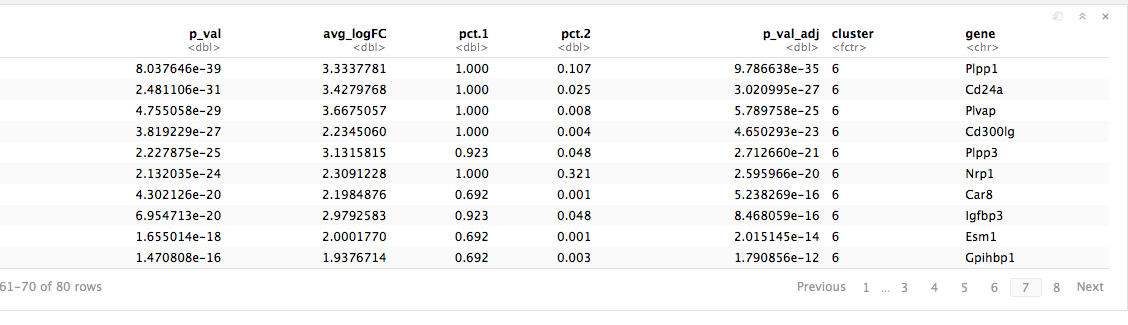 p_val avg_logFC pct.1 pct.2 p_val_adj cluster gene
<dbl> <dbl> <dbl> <dbl> <dbl> <fctr> <chr>
8.037646e-39 3.3337781 1.000 0.107 9.786638e-35 6 Plpp1
2.481106e-31 3.4279768 1.000 0.025 3.020995e-27 6 Cd24a
4.755058e-29 3.6675057 1.000 0.008 5.789758e-25 6 Plvap
3.819229e-27 2.2345060 1.000 0.004 4.650293e-23 6 Cd300lg
2.227875e-25 3.1315815 0.923 0.048 2.712660e-21 6 Plpp3
2.132035e-24 2.3091228 1.000 0.321 2.595966e-20 6 Nrp1
4.302126e-20 2.1984876 0.692 0.001 5.238269e-16 6 Car8
6.954713e-20 2.9792583 0.923 0.048 8.468059e-16 6 Igfbp3
1.655014e-18 2.0001770 0.692 0.001 2.015145e-14 6 Esm1
1.470808e-16 1.9376714 0.692 0.003 1.790856e-12 6 Gpihbp1
61-70 of 80 rows Previous 1 ... 3 4 5 6 7 8 Next